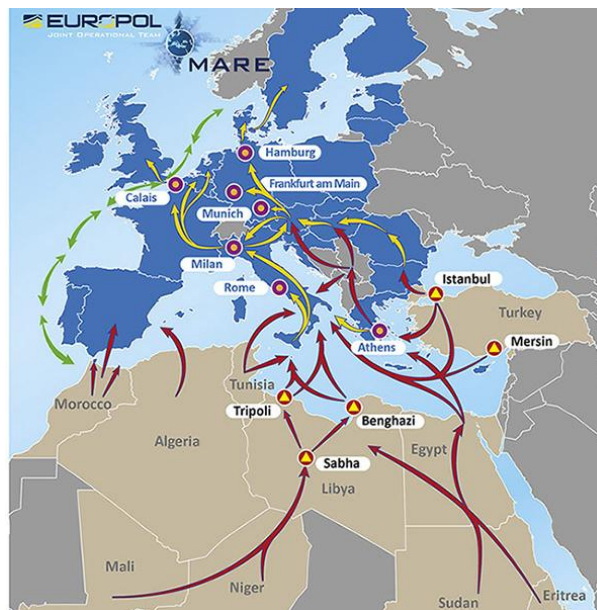 EUROPOL
JOINT OPERATIONAL TEAM
MARE
Hamburg
Frankfurt am Main
Calais
Munich
Milan
Rome
Istanbul
Turkey
Athens
Mersin
Tunisia
Morocco
Tripoli
Benghazi
Algeria
Egypt
Sabha
Libya
Mali
Niger
Sudan
Eritrea